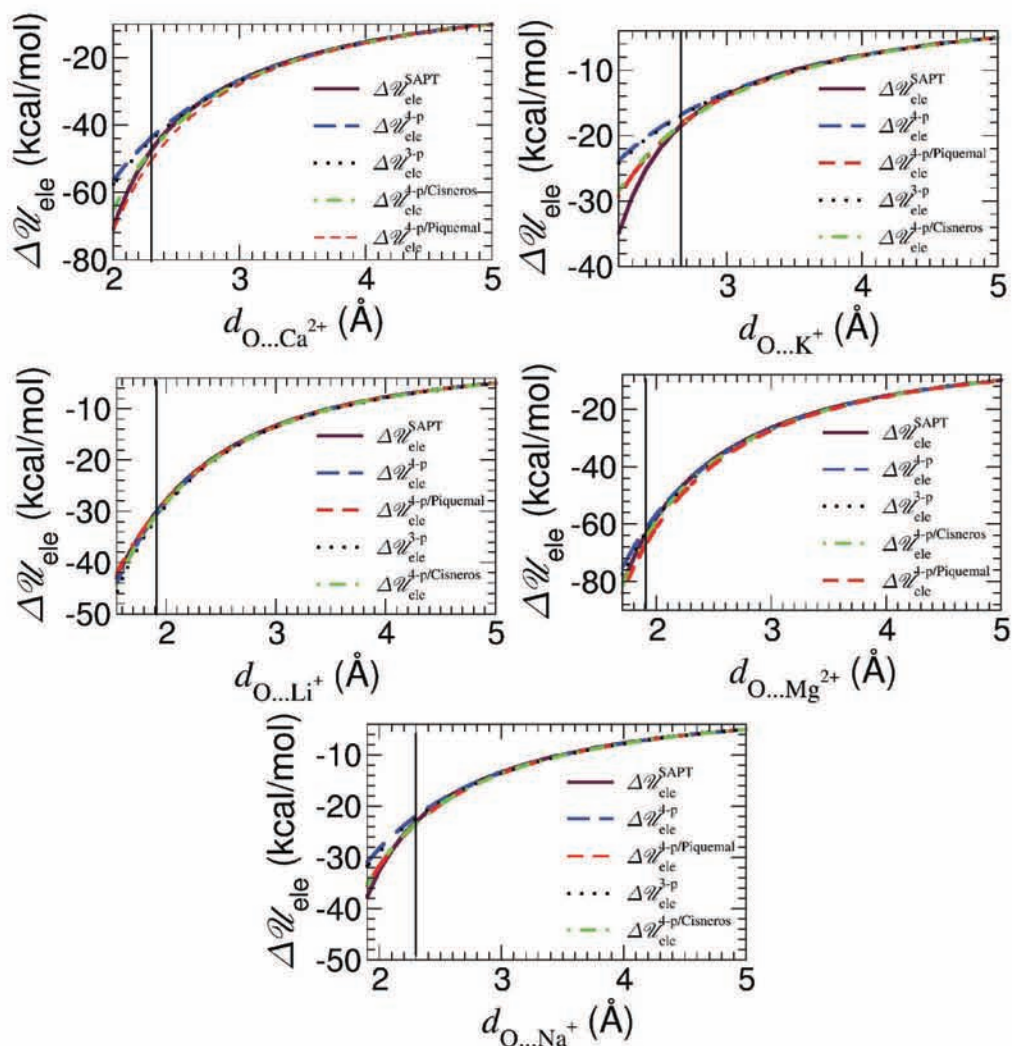 ΔU_ele (kcal/mol)
-20
-40
-60
-80
2 3 4 5
d_O...Ca²⁺ (Å)
ΔU_ele^SAPT
ΔU_ele^4-p
ΔU_ele^3-p
ΔU_ele^4-p/Cisneros
ΔU_ele^4-p/Piquemal
ΔU_ele (kcal/mol)
-10
-20
-30
-40
3 4 5
d_O...K⁺ (Å)
ΔU_ele^SAPT
ΔU_ele^4-p
ΔU_ele^4-p/Piquemal
ΔU_ele^3-p
ΔU_ele^4-p/Cisneros
ΔU_ele (kcal/mol)
-10
-20
-30
-40
-50
2 3 4 5
d_O...Li⁺ (Å)
ΔU_ele^SAPT
ΔU_ele^4-p
ΔU_ele^4-p/Piquemal
ΔU_ele^3-p
ΔU_ele^4-p/Cisneros
ΔU_ele (kcal/mol)
-20
-40
-60
-80
2 3 4 5
d_O...Mg²⁺ (Å)
ΔU_ele^SAPT
ΔU_ele^4-p
ΔU_ele^3-p
ΔU_ele^4-p/Cisneros
ΔU_ele^4-p/Piquemal
ΔU_ele (kcal/mol)
-10
-20
-30
-40
-50
2 3 4 5
d_O...Na⁺ (Å)
ΔU_ele^SAPT
ΔU_ele^4-p
ΔU_ele^4-p/Piquemal
ΔU_ele^3-p
ΔU_ele^4-p/Cisneros